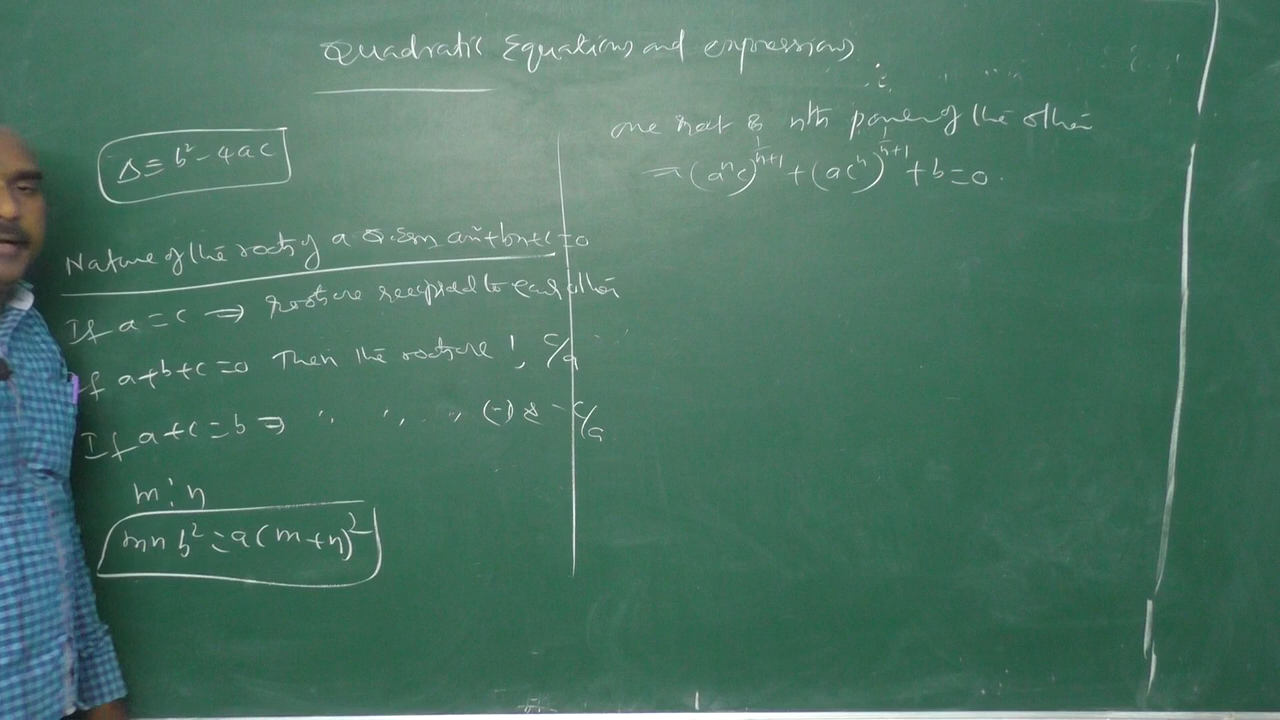 Quadratic Equations and expressions
Δ = b² - 4ac
Nature of the roots of a Q.Eqn ax²+bx+c=0
If a = c ⇒ roots are reciprocal to each other
If a+b+c=0 Then the roots are 1, c/a
If a+c=b ⇒ " " " (-1) & -c/a
m:n
mn b² = a(m+n)²
one root is nth power of the other
⇒ (aⁿc)^{1/n+1} + (acⁿ)^{1/n+1} + b = 0.